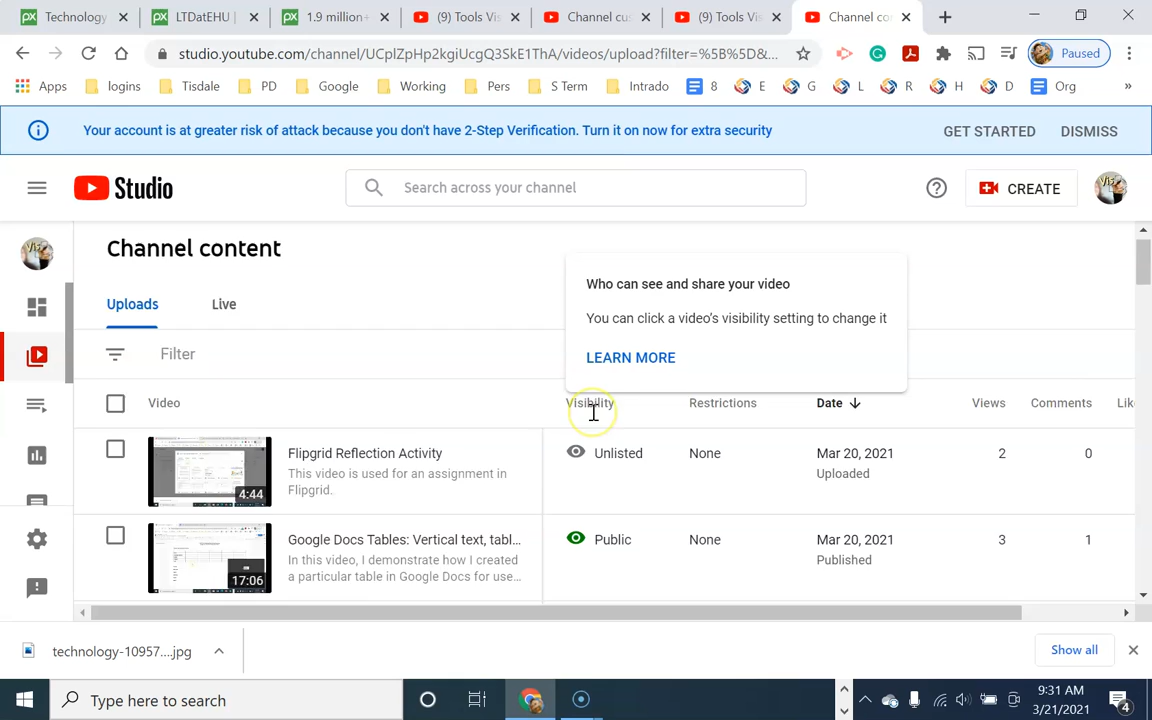 Technology
LTDatEHU |
1.9 million+
(9) Tools Vis
Channel cus
(9) Tools Vis
Channel co
studio.youtube.com/channel/UCplZpHp2kgiUcgQ3SkE1ThA/videos/upload?filter=%5B%5D&...
Paused
Apps logins Tisdale PD Google Working Pers S Term Intrado 8 E G L R H D Org »
Your account is at greater risk of attack because you don't have 2-Step Verification. Turn it on now for extra security
GET STARTED DISMISS
Studio
Search across your channel
CREATE
Channel content
Who can see and share your video
You can click a video's visibility setting to change it
LEARN MORE
Uploads Live
Filter
Video Visibility Restrictions Date Views Comments Lik
Flipgrid Reflection Activity Unlisted None Mar 20, 2021 2 0
This video is used for an assignment in Uploaded
Flipgrid.
4:44
Google Docs Tables: Vertical text, tabl... Public None Mar 20, 2021 3 1
In this video, I demonstrate how I created Published
a particular table in Google Docs for use...
17:06
technology-10957....jpg
Show all
Type here to search
9:31 AM
3/21/2021
4